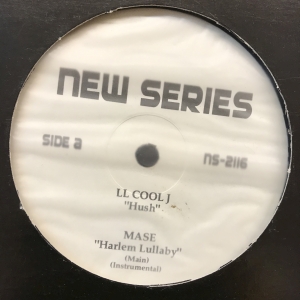 NEW SERIES
SIDE a
NS-2116
LL COOL J
"Hush"
MASE
"Harlem Lullaby"
(Main)
(Instrumental)